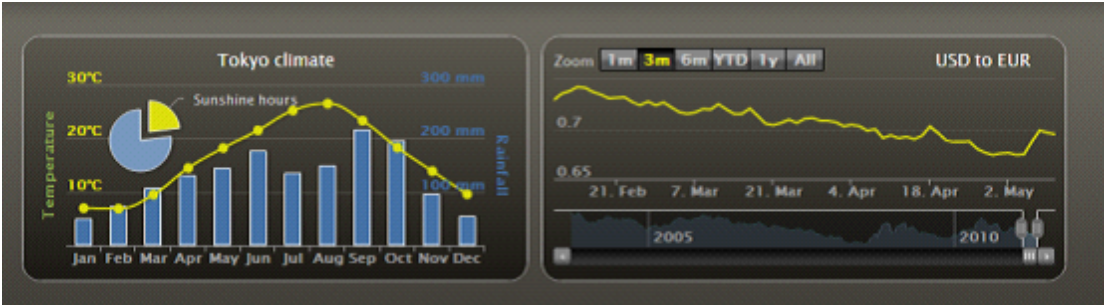 Tokyo climate
30°C
300 mm
Sunshine hours
20°C
200 mm
10°C
100 mm
Temperature
Rainfall
Jan Feb Mar Apr May Jun Jul Aug Sep Oct Nov Dec
Zoom 1m 3m 6m YTD 1y All
USD to EUR
0.7
0.65
21. Feb 7. Mar 21. Mar 4. Apr 18. Apr 2. May
2005 2010